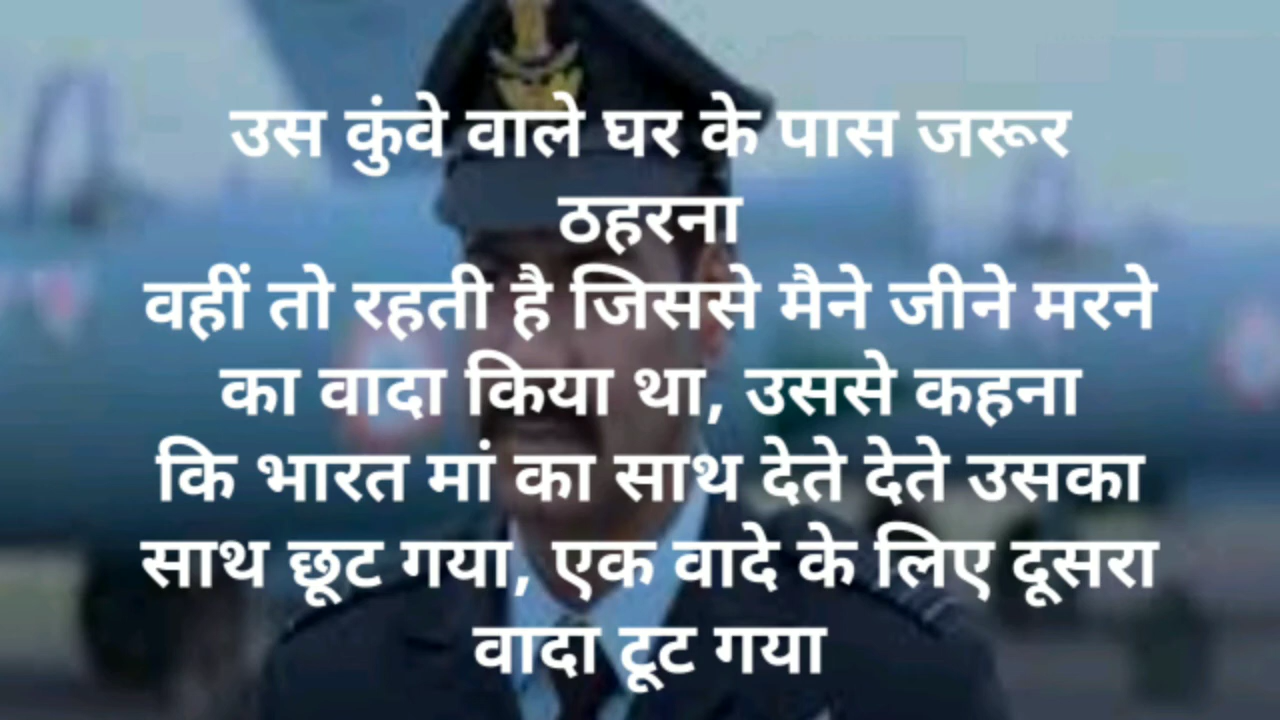 उस कुंवे वाले घर के पास जरूर
ठहरना
वहीं तो रहती है जिससे मैने जीने मरने
का वादा किया था, उससे कहना
कि भारत मां का साथ देते देते उसका
साथ छूट गया, एक वादे के लिए दूसरा
वादा टूट गया